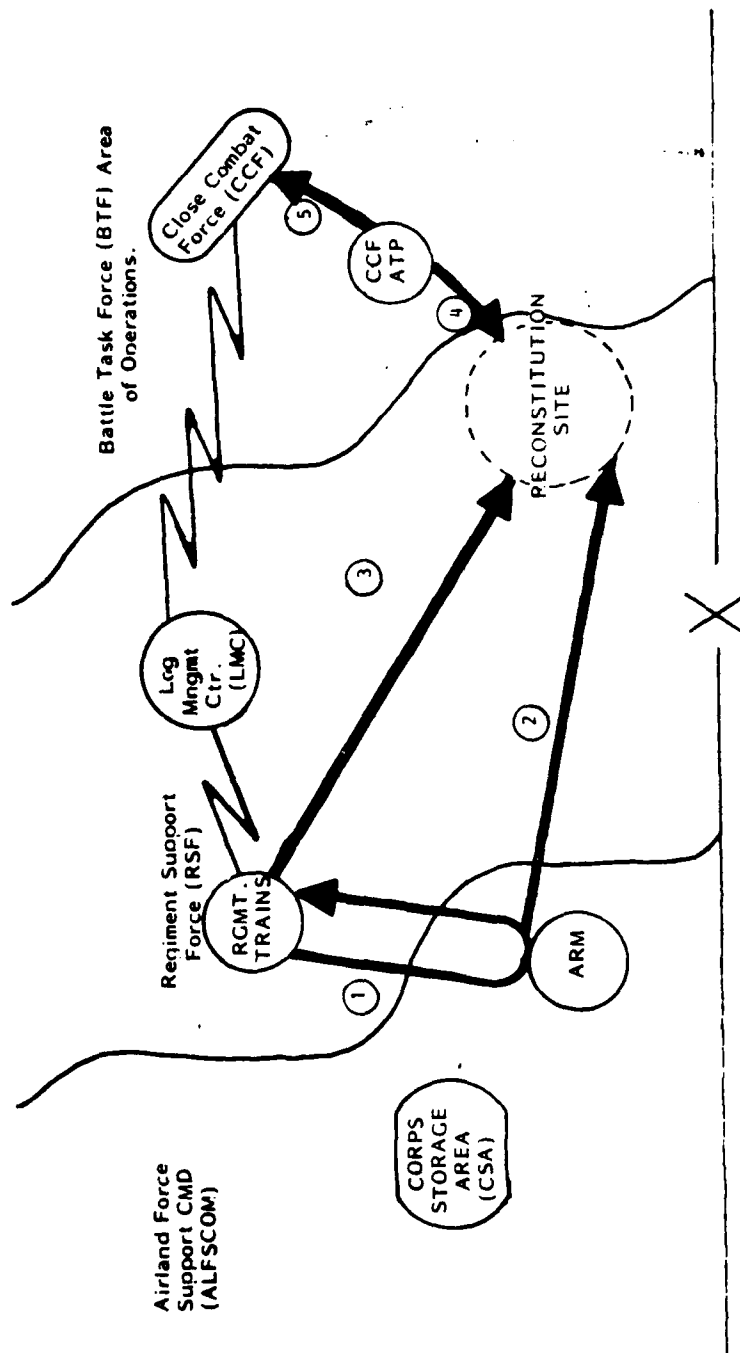 Airland Force
Support CMD
(ALFSCOM)
CORPS
STORAGE
AREA
(CSA)
Regiment Support
Force (RSF)
RGMT.
TRAINS
1
ARM
Log
Mngmt
Ctr.
(LMC)
3
2
Battle Task Force (BTF) Area
of Operations.
Close Combat
Force (CCF)
5
CCF
ATP
4
RECONSTITUTION
SITE
X